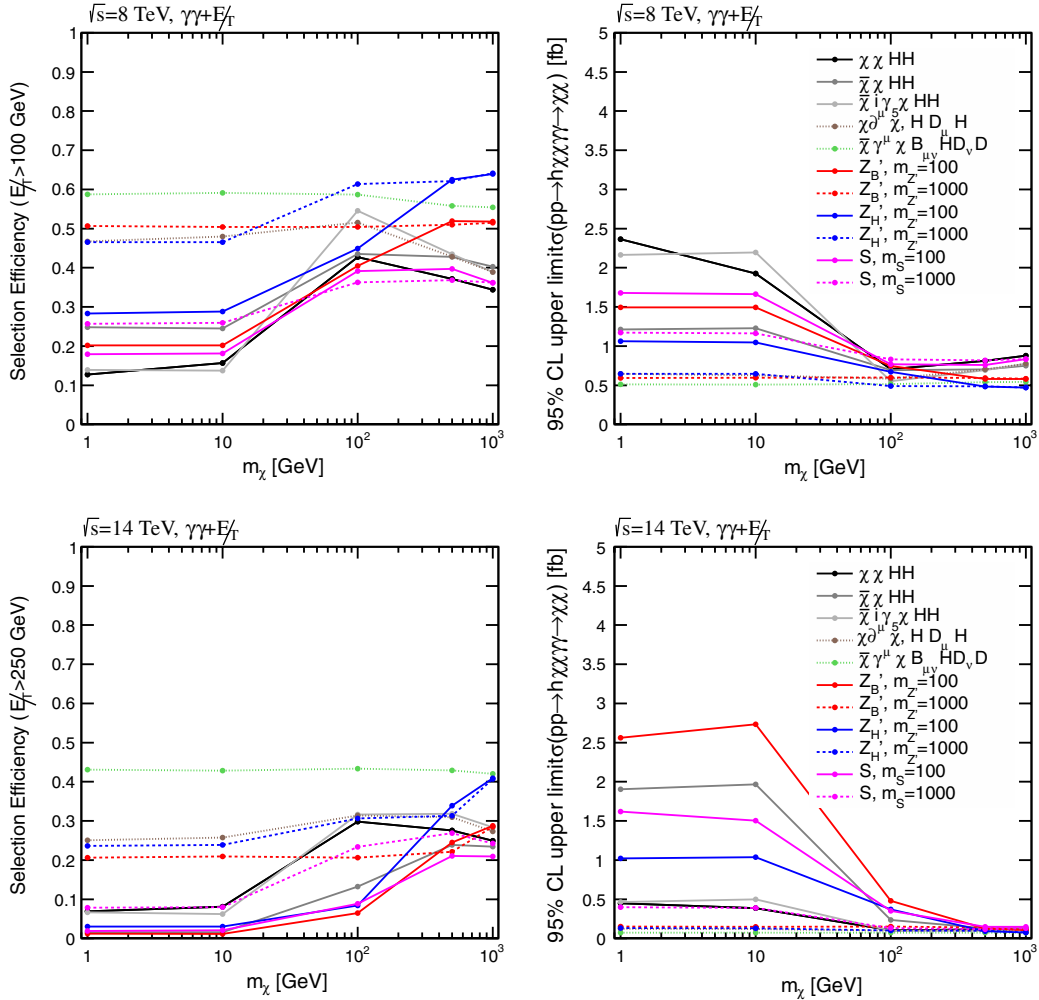 √s=8 TeV, γγ+E̸T
Selection Efficiency (E̸T>100 GeV)
1
0.9
0.8
0.7
0.6
0.5
0.4
0.3
0.2
0.1
0
1 10 10² 10³
mχ [GeV]
√s=8 TeV, γγ+E̸T
95% CL upper limitσ(pp→hχχγγ→χχ) [fb]
5
4.5
4
3.5
3
2.5
2
1.5
1
0.5
0
χ χ HH
χ̄ χ HH
χ̄ i γ5 χ HH
χ∂^μ χ, H Dμ H
χ̄ γ^μ χ Bμν HDν D
ZB', mZ'=100
ZB', mZ'=1000
ZH', mZ'=100
ZH', mZ'=1000
S, mS=100
S, mS=1000
1 10 10² 10³
mχ [GeV]
√s=14 TeV, γγ+E̸T
Selection Efficiency (E̸T>250 GeV)
1
0.9
0.8
0.7
0.6
0.5
0.4
0.3
0.2
0.1
0
1 10 10² 10³
mχ [GeV]
√s=14 TeV, γγ+E̸T
95% CL upper limitσ(pp→hχχγγ→χχ) [fb]
5
4.5
4
3.5
3
2.5
2
1.5
1
0.5
0
χ χ HH
χ̄ χ HH
χ̄ i γ5 χ HH
χ∂^μ χ, H Dμ H
χ̄ γ^μ χ Bμν HDν D
ZB', mZ'=100
ZB', mZ'=1000
ZH', mZ'=100
ZH', mZ'=1000
S, mS=100
S, mS=1000
1 10 10² 10³
mχ [GeV]